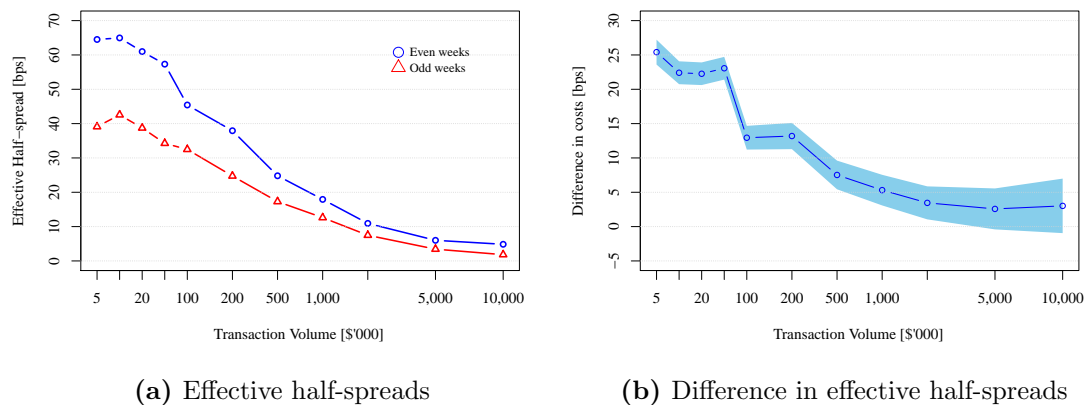 Effective Half−spread [bps]
70
60
50
40
30
20
10
0
Even weeks
Odd weeks
5 20 100 200 500 1,000 5,000 10,000
Transaction Volume [$'000]
(a) Effective half-spreads
Difference in costs [bps]
30
25
20
15
10
5
0
−5
5 20 100 200 500 1,000 5,000 10,000
Transaction Volume [$'000]
(b) Difference in effective half-spreads